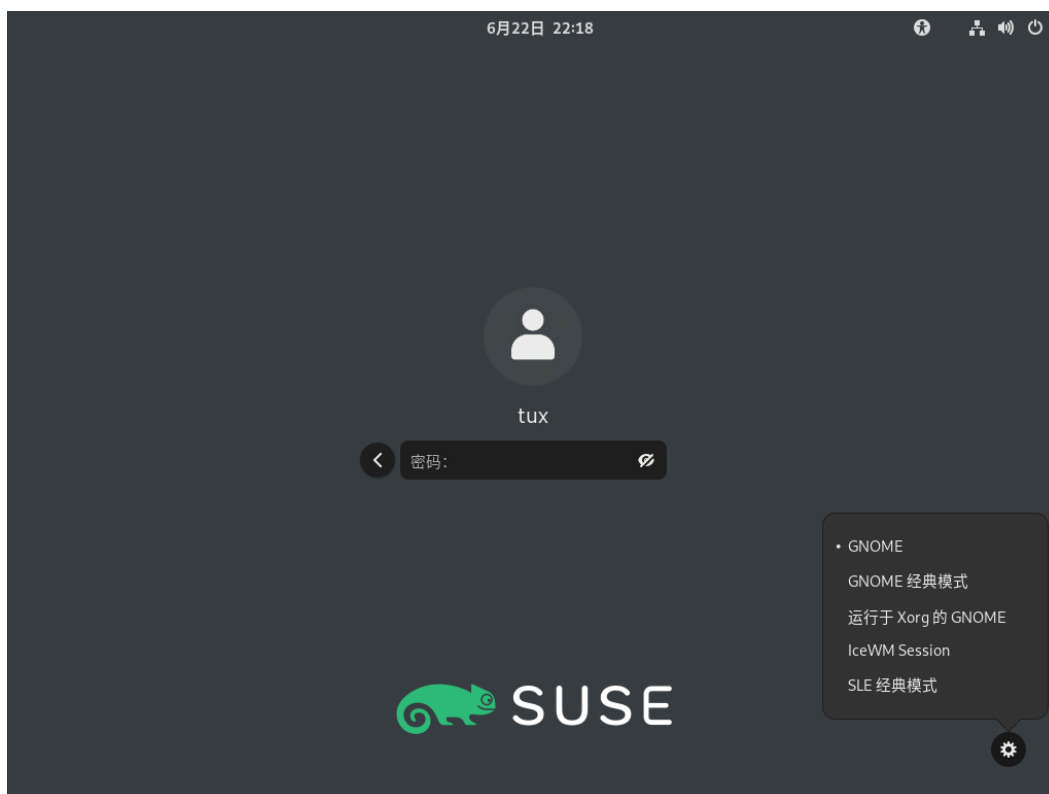 6月22日 22:18
tux
密码：
GNOME
GNOME 经典模式
运行于 Xorg 的 GNOME
IceWM Session
SLE 经典模式
SUSE